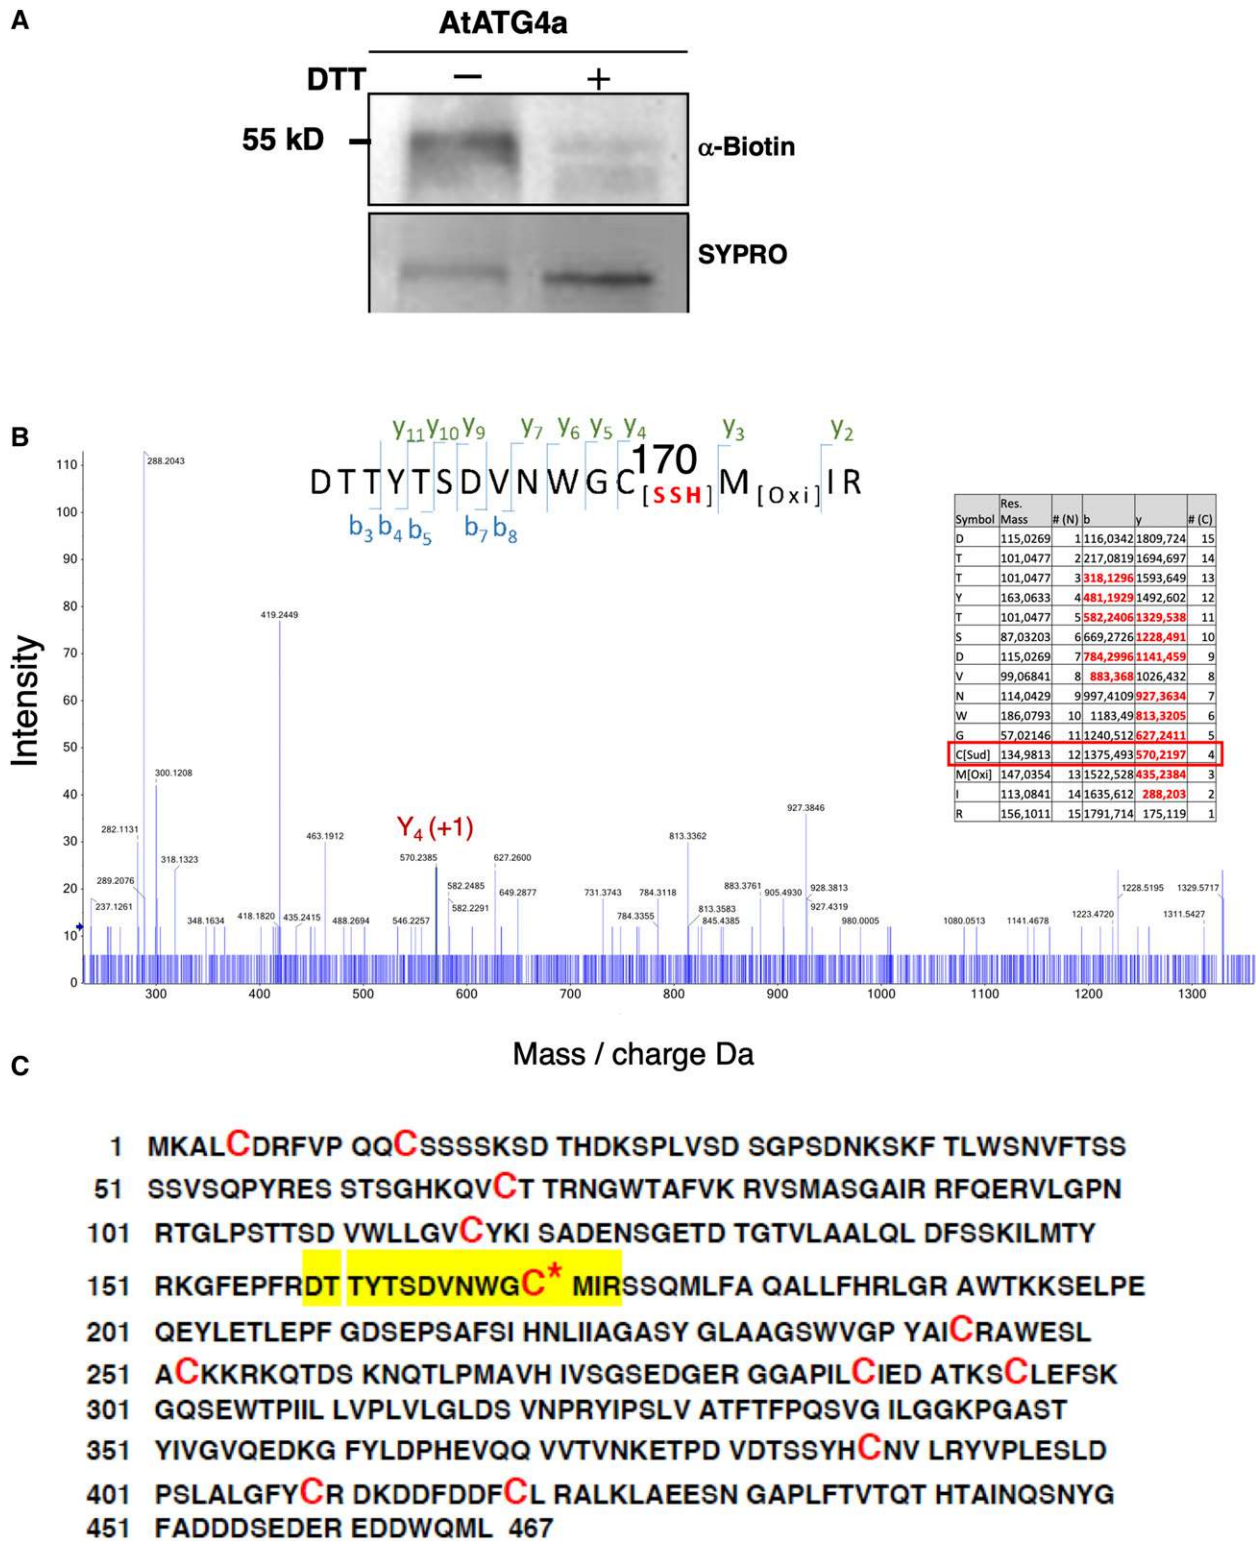 A
AtATG4a
DTT − +
55 kD
α-Biotin
SYPRO
B
y11 y10 y9 y7 y6 y5 y4 y3 y2
170
DTTYTSDVNWGC[SSH]M[Oxi]IR
b3 b4 b5 b7 b8
Intensity
110
100
90
80
70
60
50
40
30
20
10
0
288.2043
419.2449
300.1208
282.1131
318.1323
289.2076
237.1261
348.1634
418.1820
435.2415
463.1912
488.2694
546.2257
Y4 (+1)
570.2385
582.2485
582.2291
627.2600
649.2877
731.3743
784.3118
784.3355
813.3362
813.3583
845.4385
883.3761
905.4930
927.3846
928.3813
927.4319
980.0005
1080.0513
1141.4678
1223.4720
1228.5195
1311.5427
1329.5717
300 400 500 600 700 800 900 1000 1100 1200 1300
Mass / charge Da
Symbol Res. Mass # (N) b y # (C)
D 115,0269 1 116,0342 1809,724 15
T 101,0477 2 217,0819 1694,697 14
T 101,0477 3 318,1296 1593,649 13
Y 163,0633 4 481,1929 1492,602 12
T 101,0477 5 582,2406 1329,538 11
S 87,03203 6 669,2726 1228,491 10
D 115,0269 7 784,2996 1141,459 9
V 99,06841 8 883,368 1026,432 8
N 114,0429 9 997,4109 927,3634 7
W 186,0793 10 1183,49 813,3205 6
G 57,02146 11 1240,512 627,2411 5
C[Sud] 134,9813 12 1375,493 570,2197 4
M[Oxi] 147,0354 13 1522,528 435,2384 3
I 113,0841 14 1635,612 288,203 2
R 156,1011 15 1791,714 175,119 1
C
1 MKALCDRFVP QQCSSSSKSD THDKSPLVSD SGPSDNKSKF TLWSNVFTSS
51 SSVSQPYRES STSGHKQVCT TRNGWTAFVK RVSMASGAIR RFQERVLGPN
101 RTGLPSTTSD VWLLGVCYKI SADENSGETD TGTVLAALQL DFSSKILMTY
151 RKGFEPFRDT TYTSDVNWGC* MIRSSQMLFA QALLFHRLGR AWTKKSELPE
201 QEYLETLEPF GDSEPSAFSI HNLIIAGASY GLAAGSWVGP YAICRAWESL
251 ACKKRKQTDS KNQTLPMAVH IVSGSEDGER GGAPILCIED ATKSCLEFSK
301 GQSEWTPIIL LVPLVLGLDS VNPRYIPSLV ATFTFPQSVG ILGGKPGAST
351 YIVGVQEDKG FYLDPHEVQQ VVTVNKETPD VDTSSYHCNV LRYVPLESLD
401 PSLALGFYCR DKDDFDDFCL RALKLAEESN GAPLFTVTQT HTAINQSNYG
451 FADDDSEDER EDDWQML 467